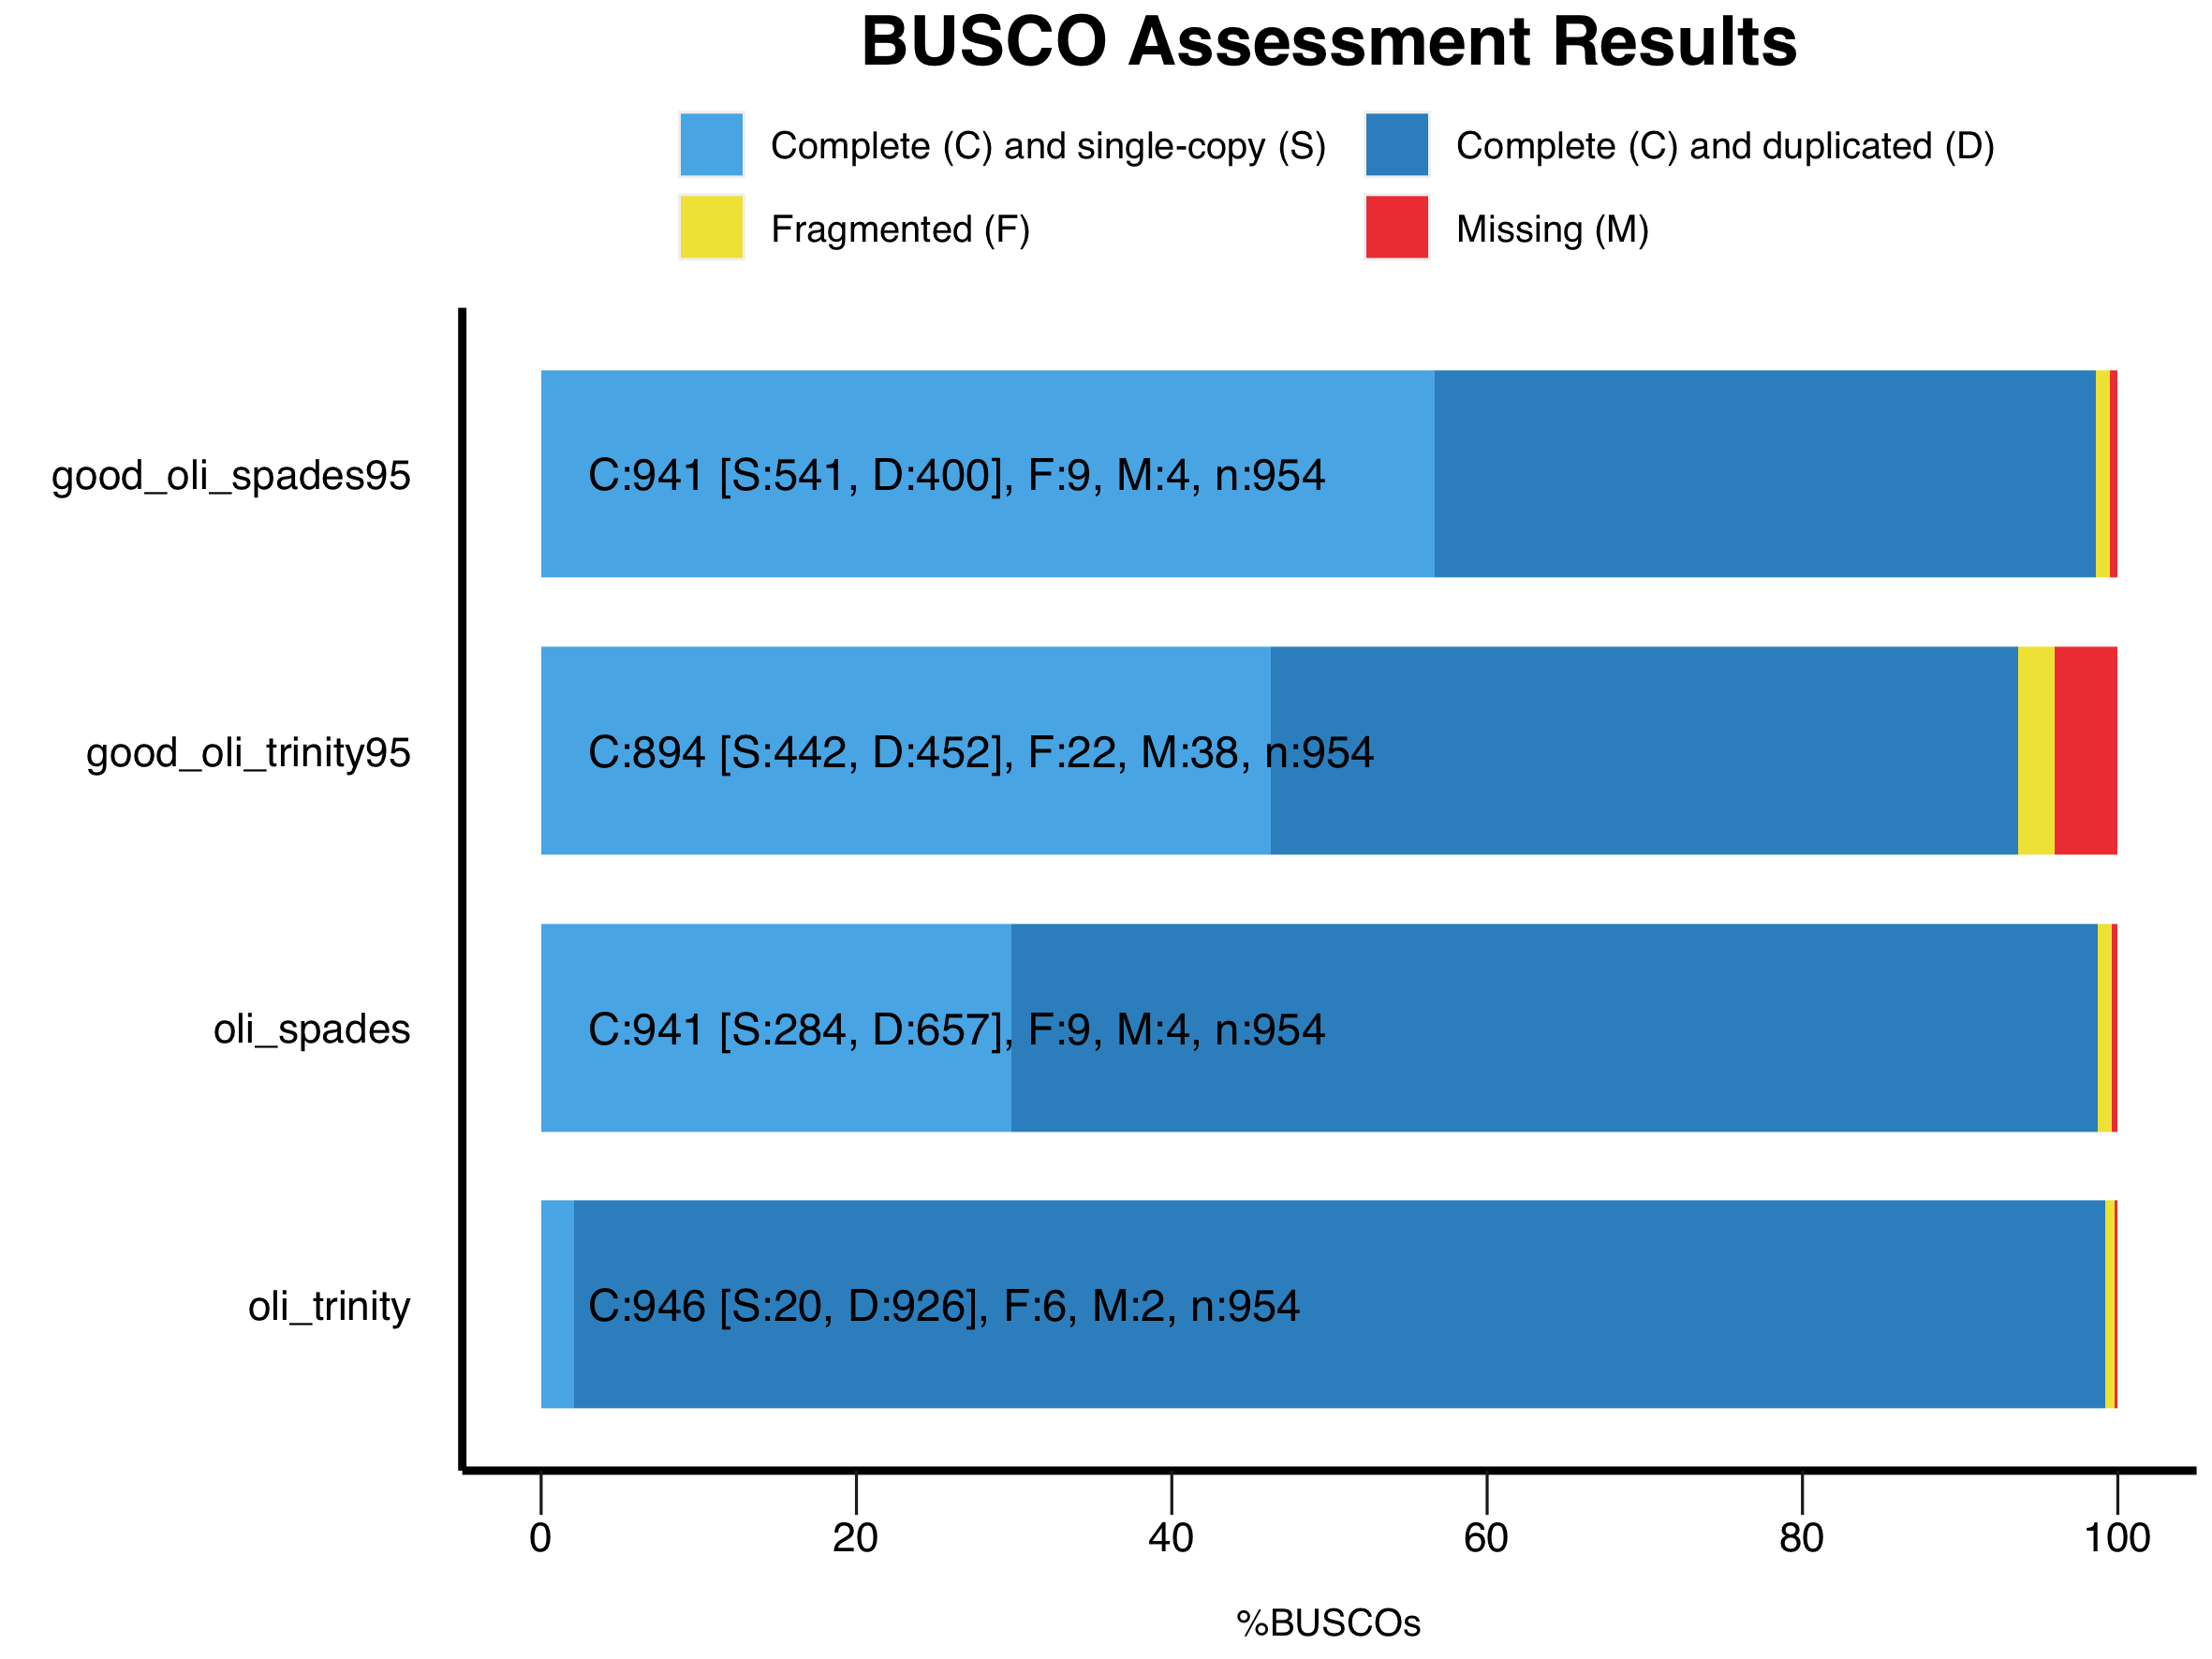 BUSCO Assessment Results
Complete (C) and single-copy (S) Complete (C) and duplicated (D)
Fragmented (F) Missing (M)
good_oli_spades95 C:941 [S:541, D:400], F:9, M:4, n:954
good_oli_trinity95 C:894 [S:442, D:452], F:22, M:38, n:954
oli_spades C:941 [S:284, D:657], F:9, M:4, n:954
oli_trinity C:946 [S:20, D:926], F:6, M:2, n:954
0 20 40 60 80 100
%BUSCOs